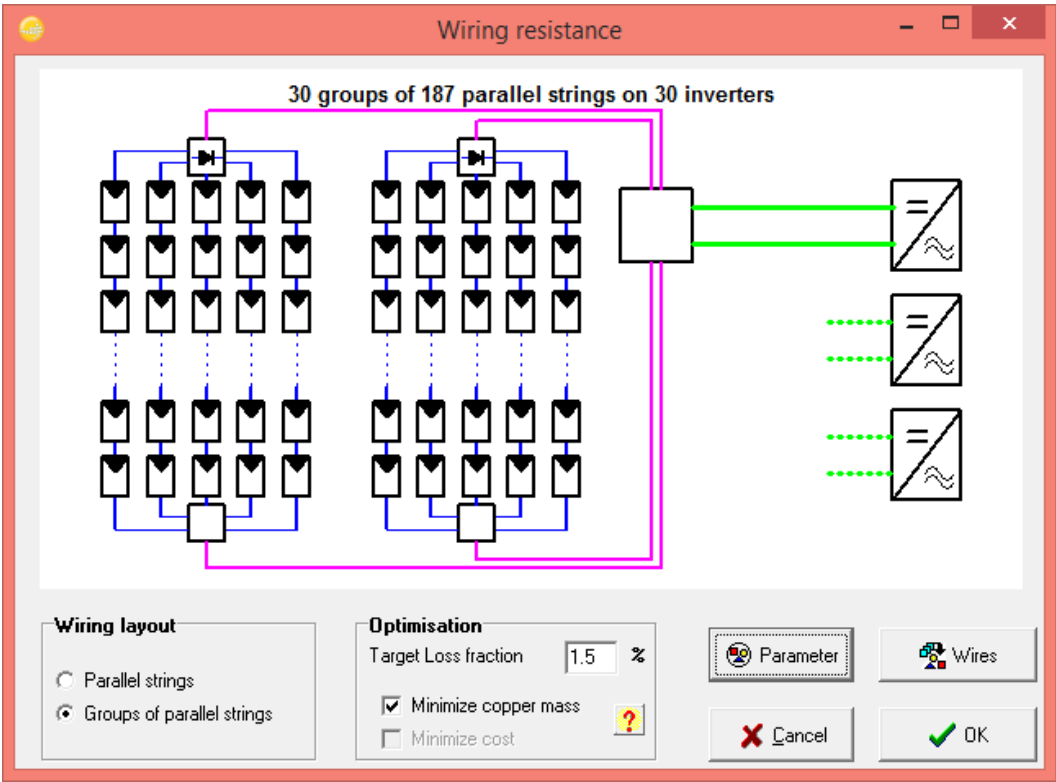 Wiring resistance
30 groups of 187 parallel strings on 30 inverters
Wiring layout
Parallel strings
Groups of parallel strings
Optimisation
Target Loss fraction 1.5 %
Minimize copper mass
?
Minimize cost
Parameter
Wires
Cancel
OK